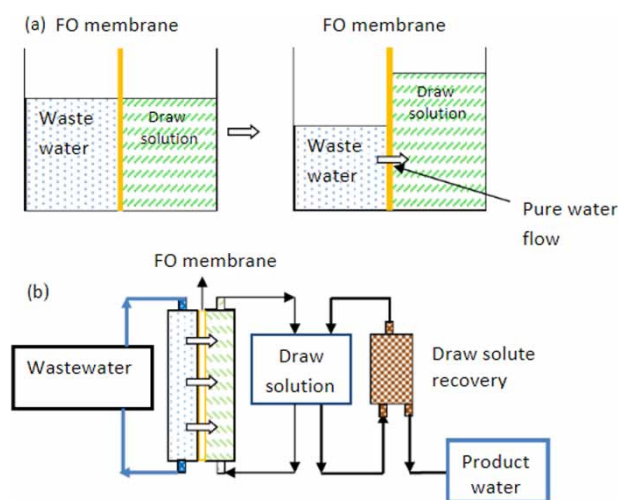 (a) FO membrane
FO membrane
Waste
water
Draw
solution
Waste
water
Draw
solution
Pure water
flow
FO membrane
(b)
Wastewater
Draw
solution
Draw solute
recovery
Product
water